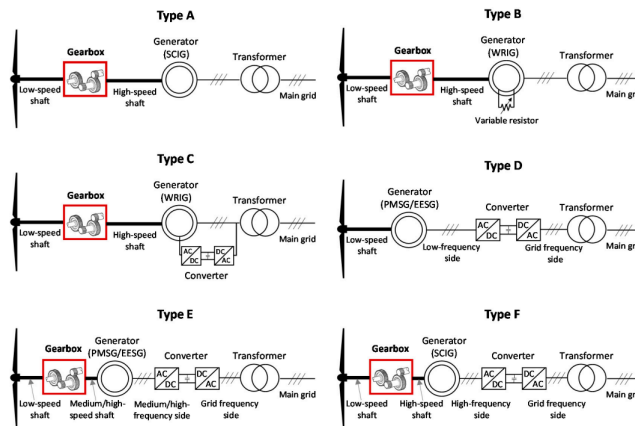 Type A
Gearbox
Generator
(SCIG)
Transformer
Low-speed
shaft
High-speed
shaft
Main grid
Type B
Gearbox
Generator
(WRIG)
Transformer
Low-speed
shaft
High-speed
shaft
Variable resistor
Main grid
Type C
Gearbox
Generator
(WRIG)
Transformer
Low-speed
shaft
High-speed
shaft
AC
DC
DC
AC
Converter
Main grid
Type D
Generator
(PMSG/EESG)
Converter
Transformer
AC
DC
DC
AC
Low-speed
shaft
Low-frequency
side
Grid frequency
side
Main grid
Type E
Gearbox
Generator
(PMSG/EESG)
Converter
Transformer
AC
DC
DC
AC
Low-speed
shaft
Medium/high-
speed shaft
Medium/high-
frequency side
Grid frequency
side
Main grid
Type F
Gearbox
Generator
(SCIG)
Converter
Transformer
AC
DC
DC
AC
Low-speed
shaft
High-speed
shaft
High-frequency
side
Grid frequency
side
Main grid